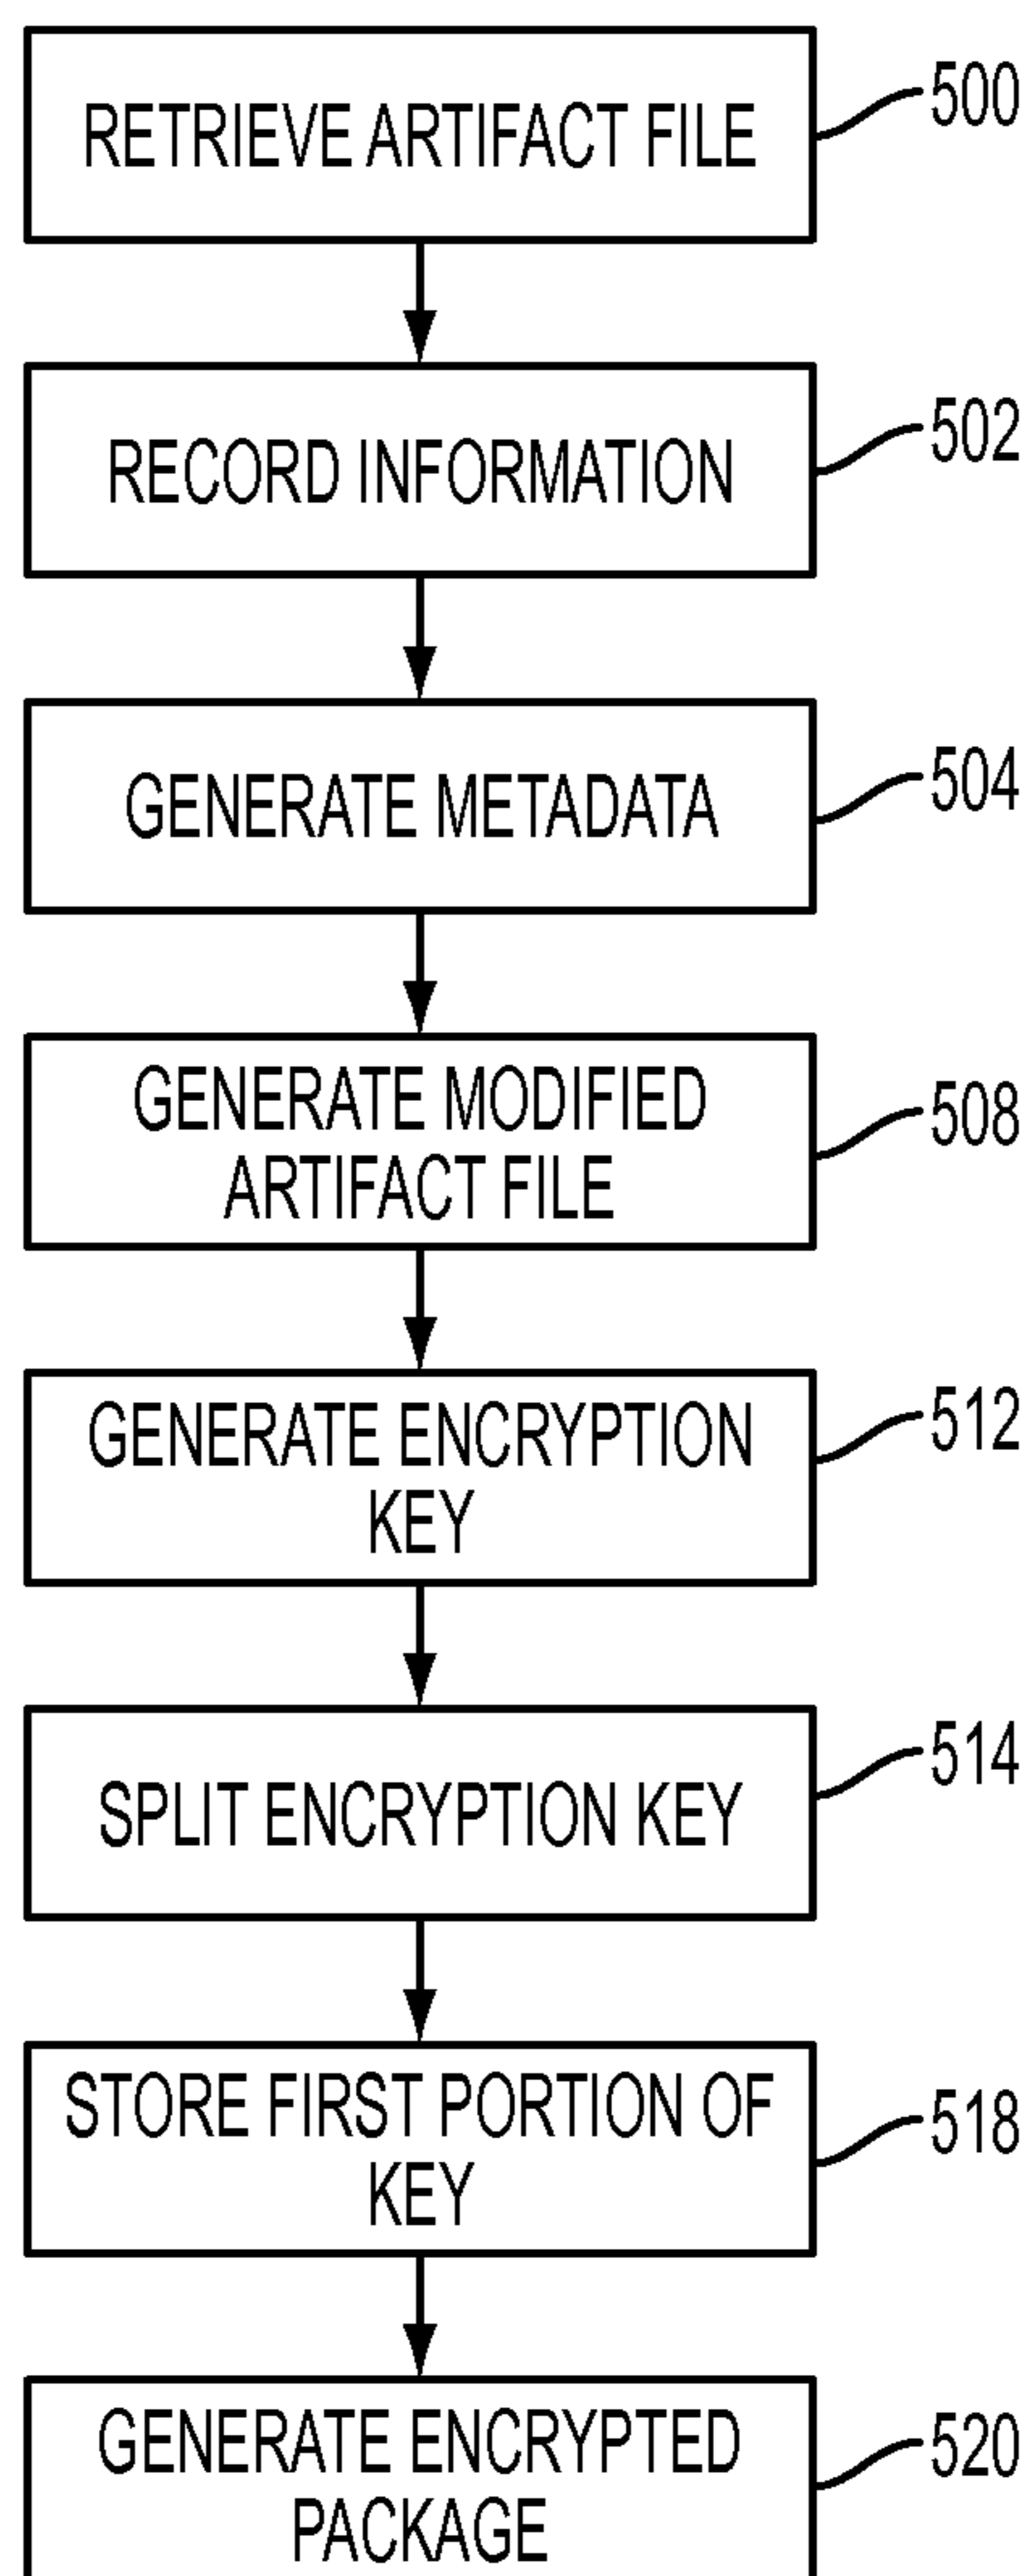 RETRIEVE ARTIFACT FILE
500
RECORD INFORMATION
502
GENERATE METADATA
504
GENERATE MODIFIED
ARTIFACT FILE
508
GENERATE ENCRYPTION
KEY
512
SPLIT ENCRYPTION KEY
514
STORE FIRST PORTION OF
KEY
518
GENERATE ENCRYPTED
PACKAGE
520